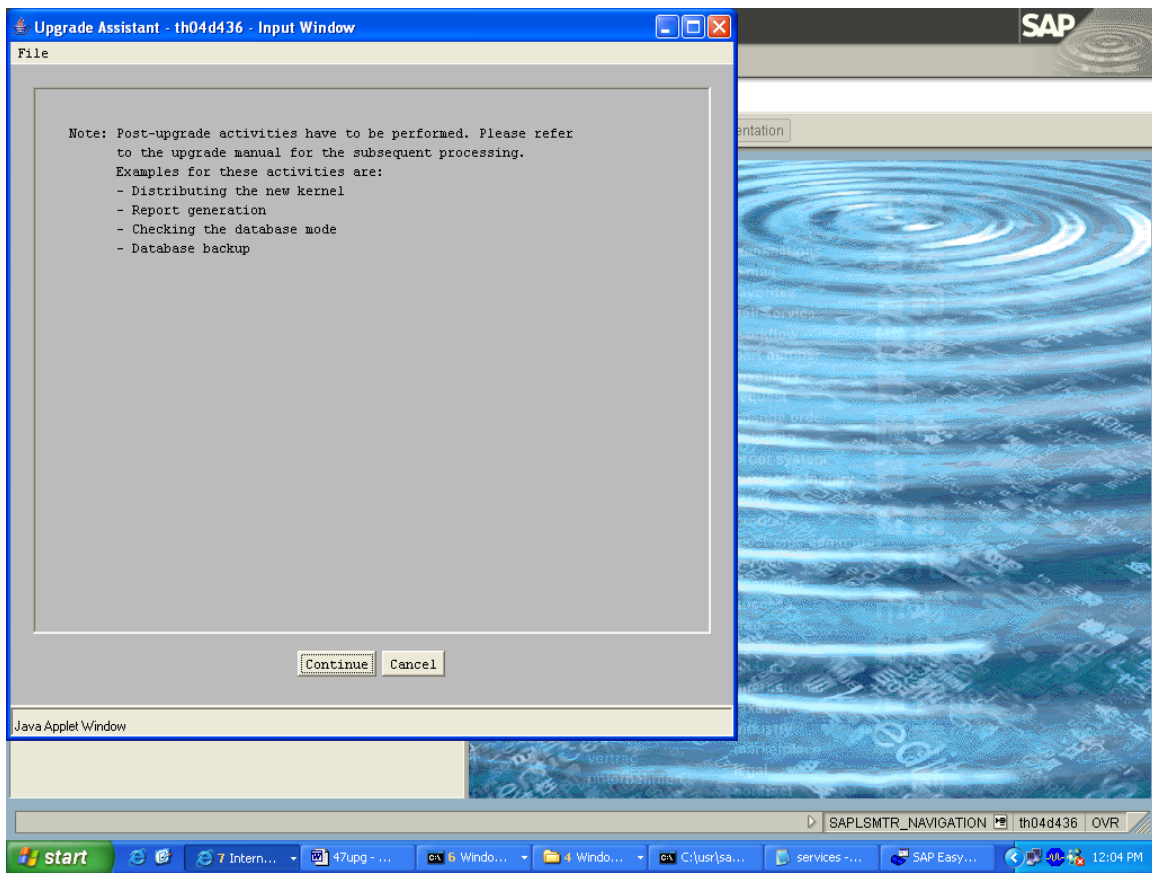 Upgrade Assistant - th04d436 - Input Window
SAP
File
entation
Note: Post-upgrade activities have to be performed. Please refer
to the upgrade manual for the subsequent processing.
Examples for these activities are:
- Distributing the new kernel
- Report generation
- Checking the database mode
- Database backup
Continue Cancel
Java Applet Window
vertrac
marketplace
SAPLSMTR_NAVIGATION th04d436 OVR
start 7 Intern... 47upg - ... 6 Windo... 4 Windo... C:\usr\sa... services -... SAP Easy... 12:04 PM